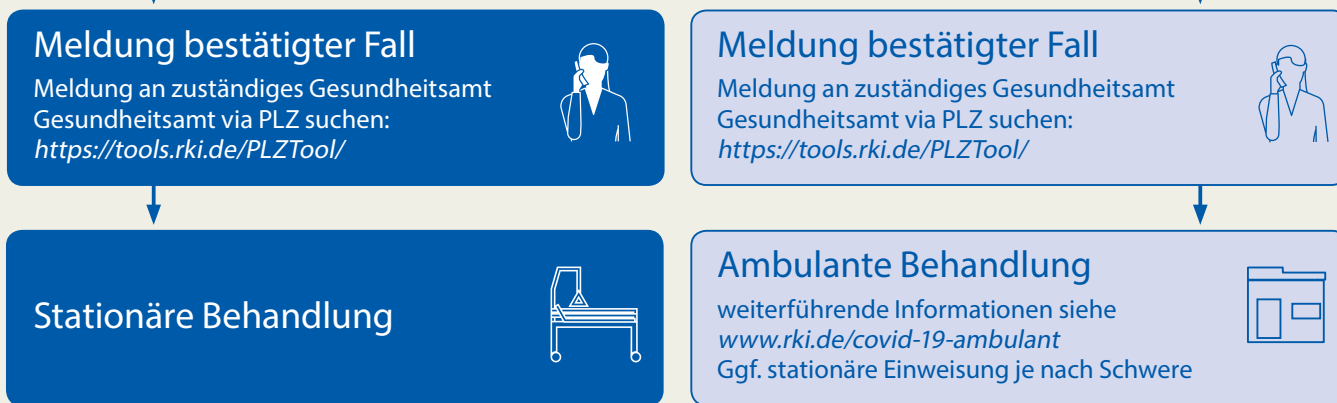 Meldung bestätigter Fall
Meldung an zuständiges Gesundheitsamt
Gesundheitsamt via PLZ suchen:
https://tools.rki.de/PLZTool/
Meldung bestätigter Fall
Meldung an zuständiges Gesundheitsamt
Gesundheitsamt via PLZ suchen:
https://tools.rki.de/PLZTool/
Stationäre Behandlung
Ambulante Behandlung
weiterführende Informationen siehe
www.rki.de/covid-19-ambulant
Ggf. stationäre Einweisung je nach Schwere